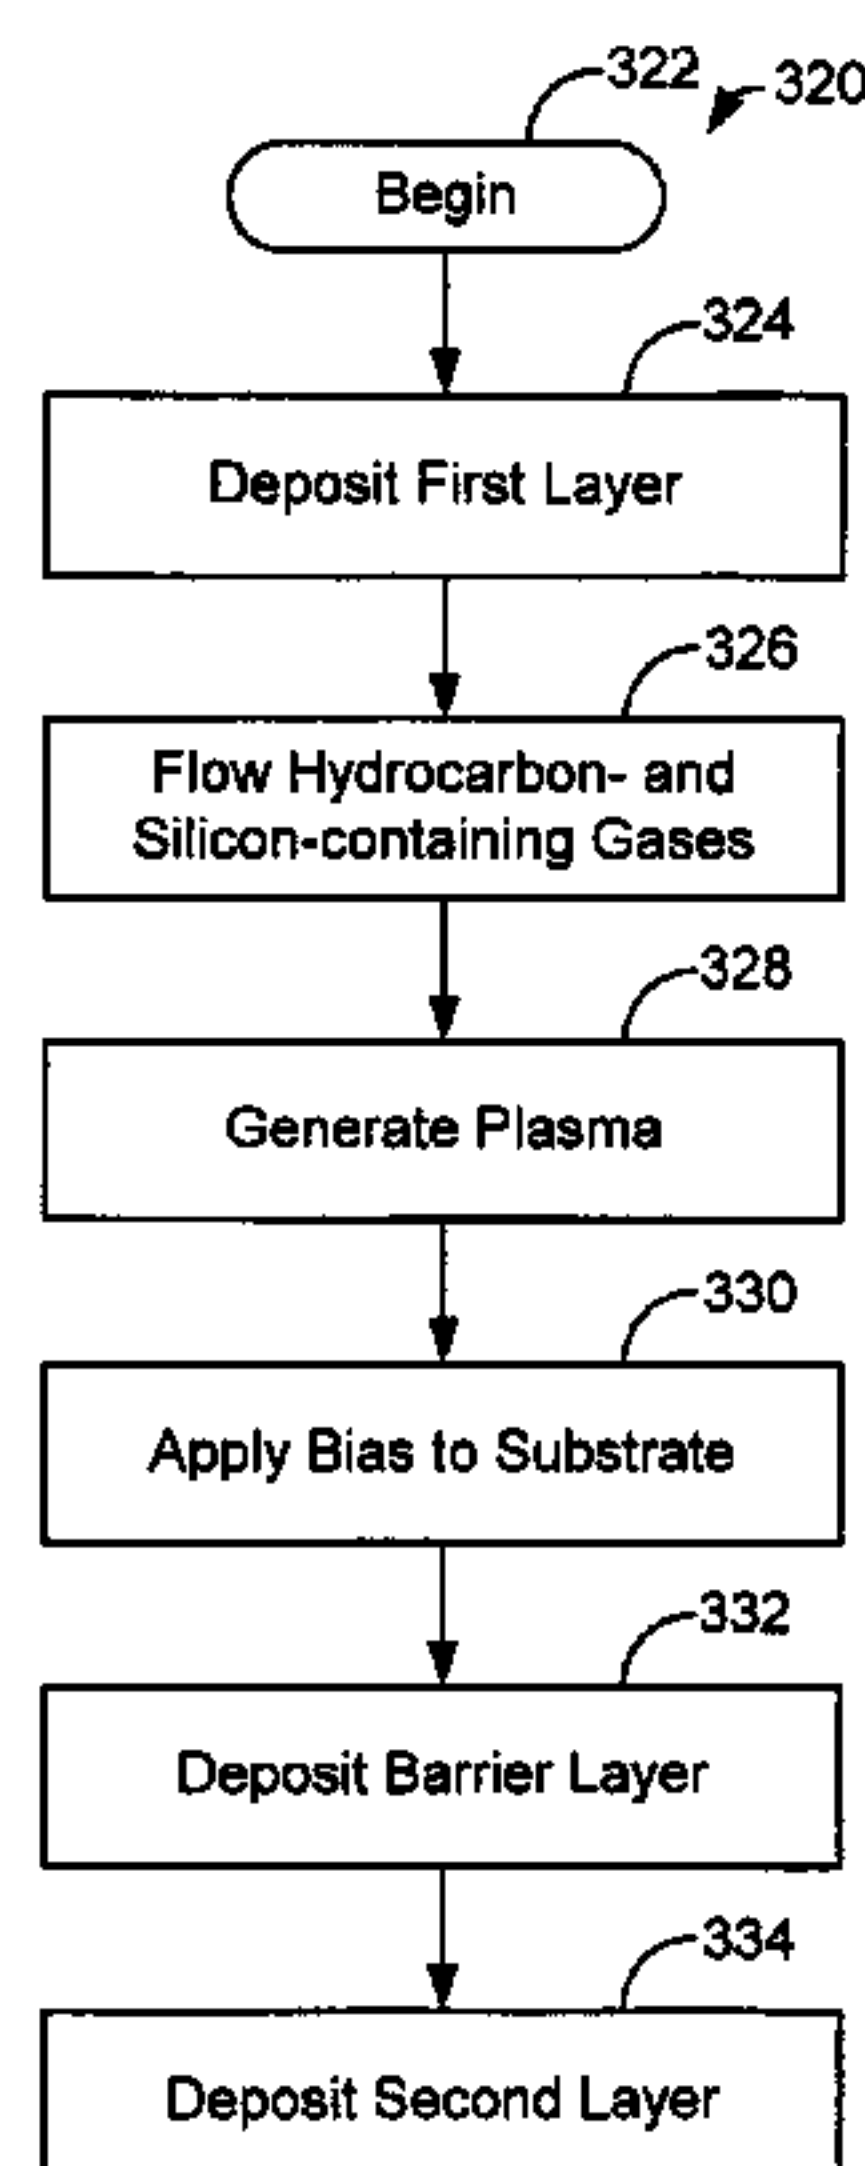 322
320
Begin
324
Deposit First Layer
326
Flow Hydrocarbon- and
Silicon-containing Gases
328
Generate Plasma
330
Apply Bias to Substrate
332
Deposit Barrier Layer
334
Deposit Second Layer